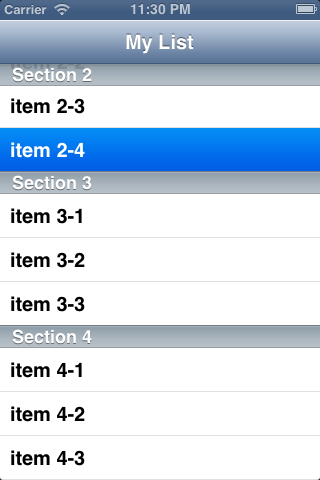 Carrier 11:30 PM
My List
Section 2
item 2-3
item 2-4
Section 3
item 3-1
item 3-2
item 3-3
Section 4
item 4-1
item 4-2
item 4-3